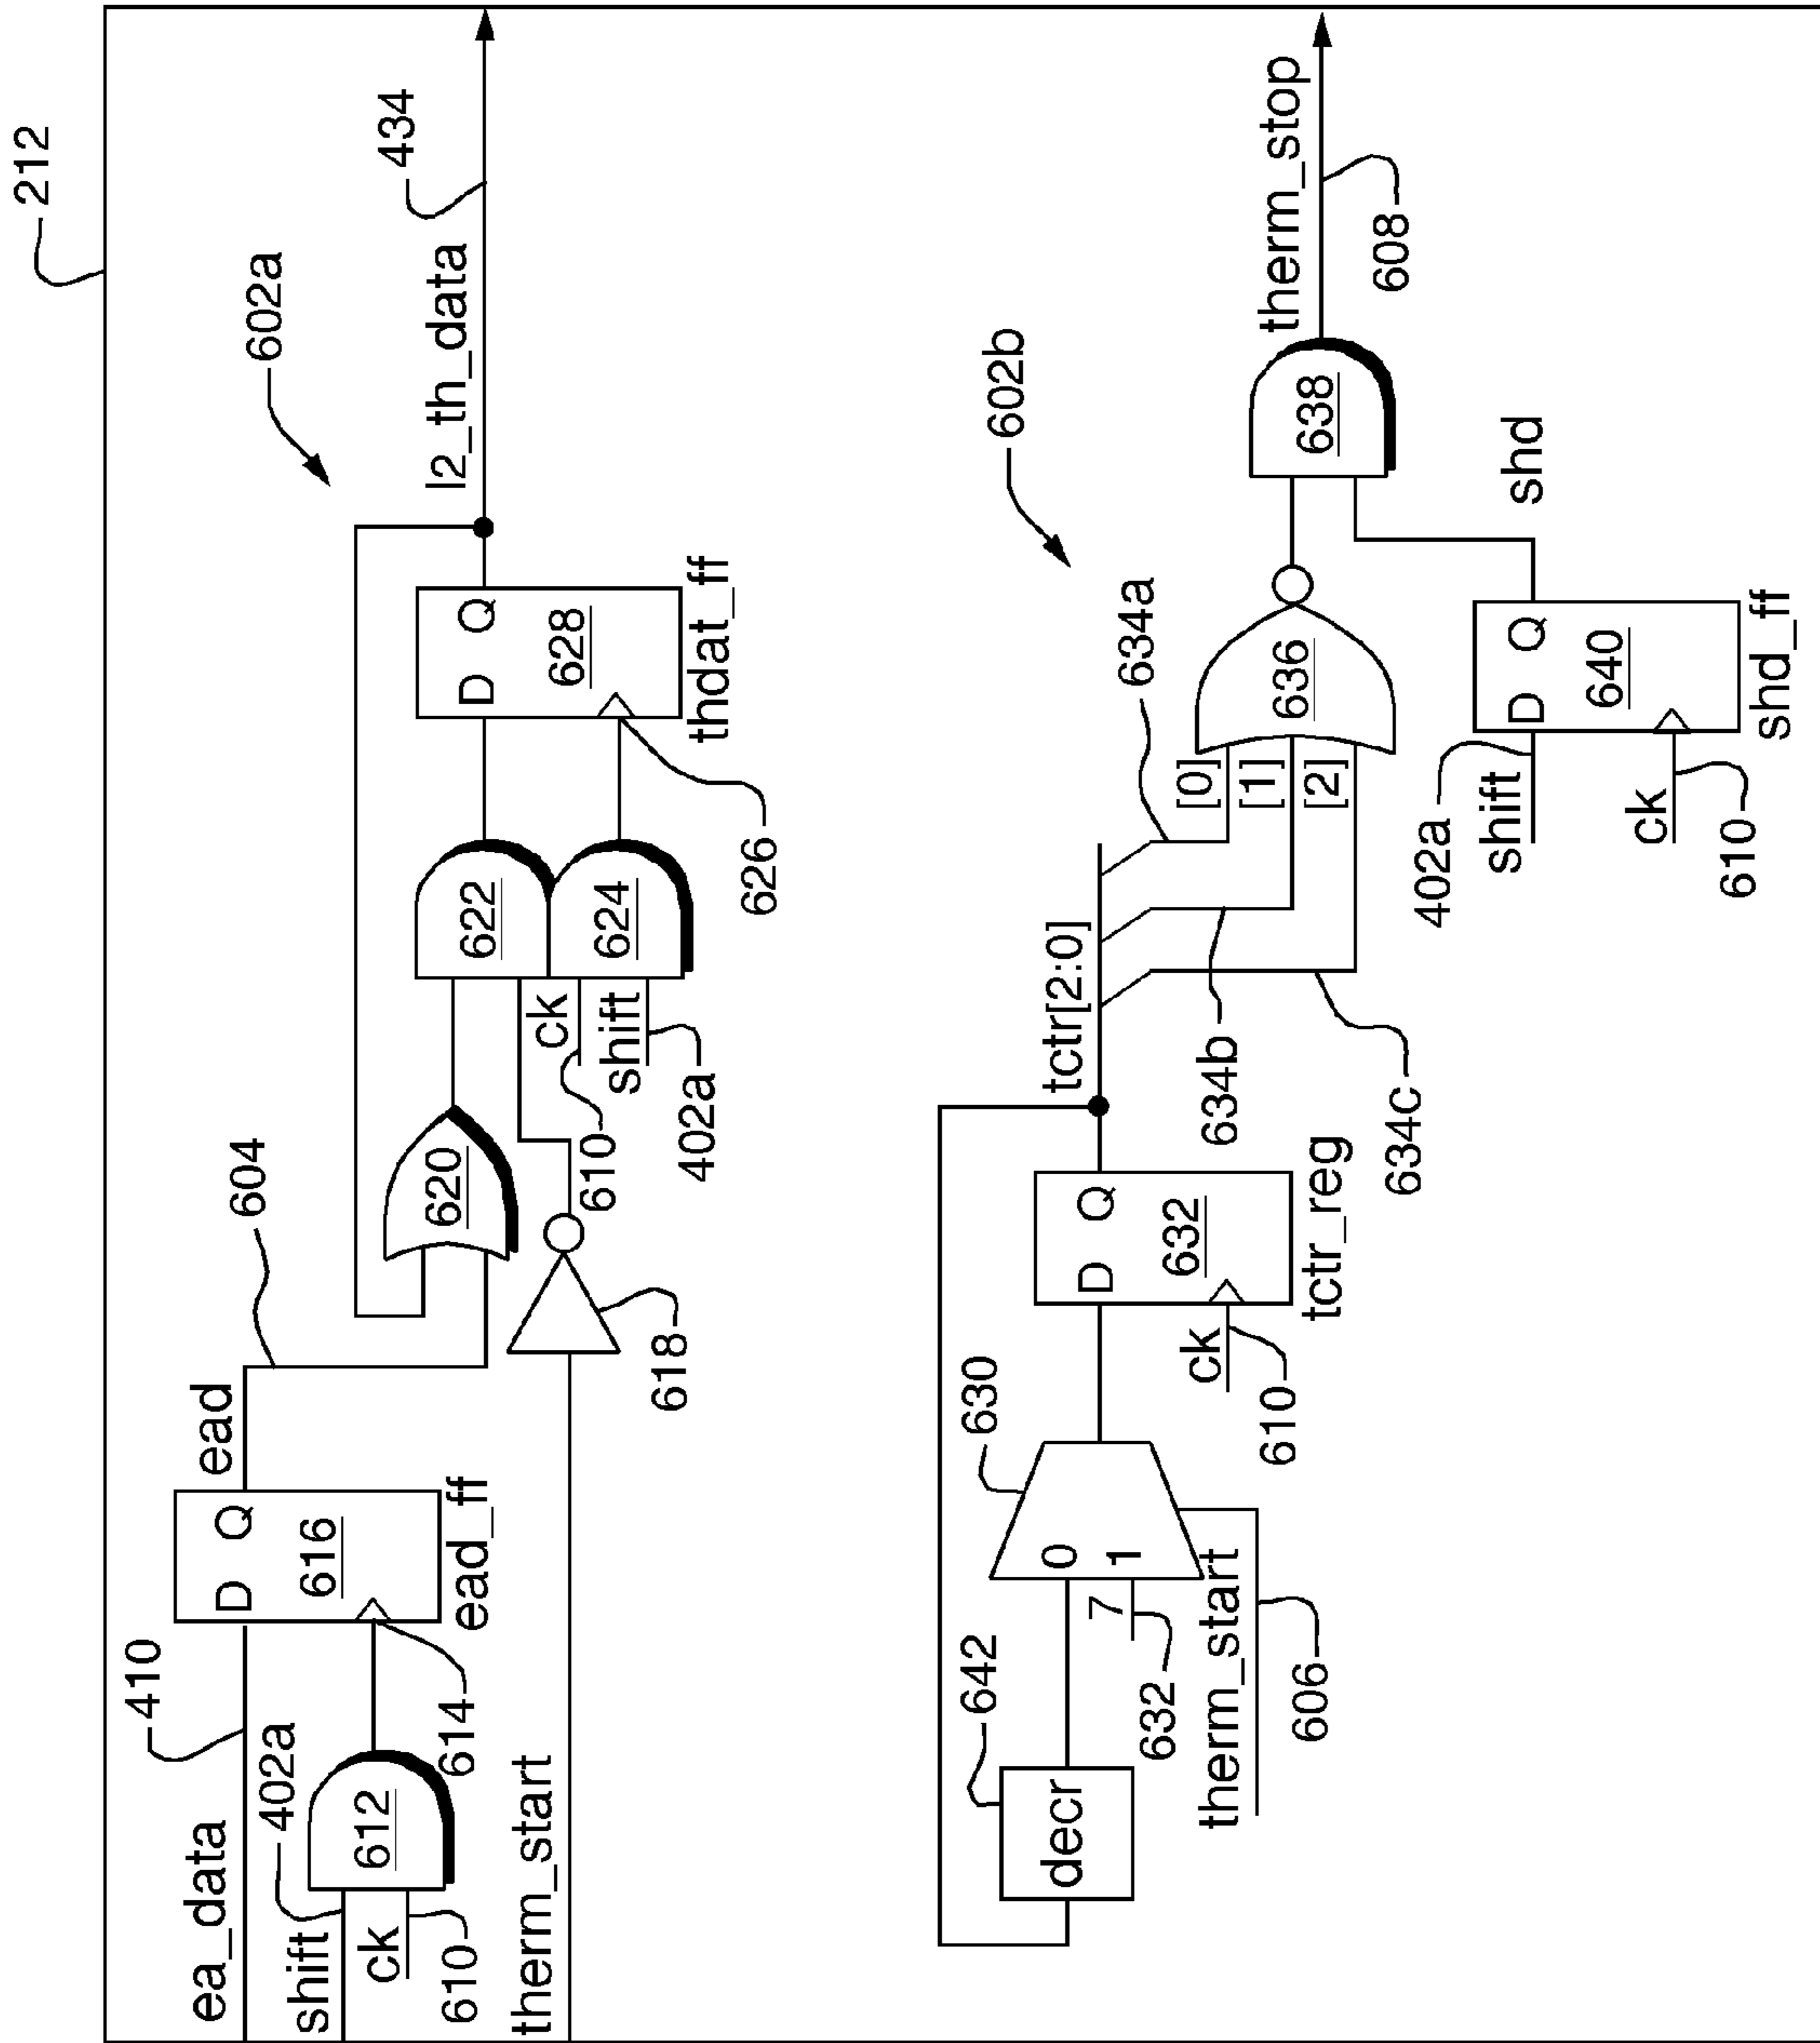 212
ea_data
410
shift
402a
ck
610
612
614
D Q
616
ead_ff
ead
604
therm_start
618
620
622
624
ck
610
shift
402a
626
D Q
628
thdat_ff
l2_th_data
602a
434
642
decr
0
1
7
632
630
therm_start
606
D Q
632
ck
610
tctr_reg
tctr[2:0]
634a
634b
634c
[0]
[1]
[2]
636
602b
638
therm_stop
608
402a
shift
ck
610
D Q
640
shd_ff
shd